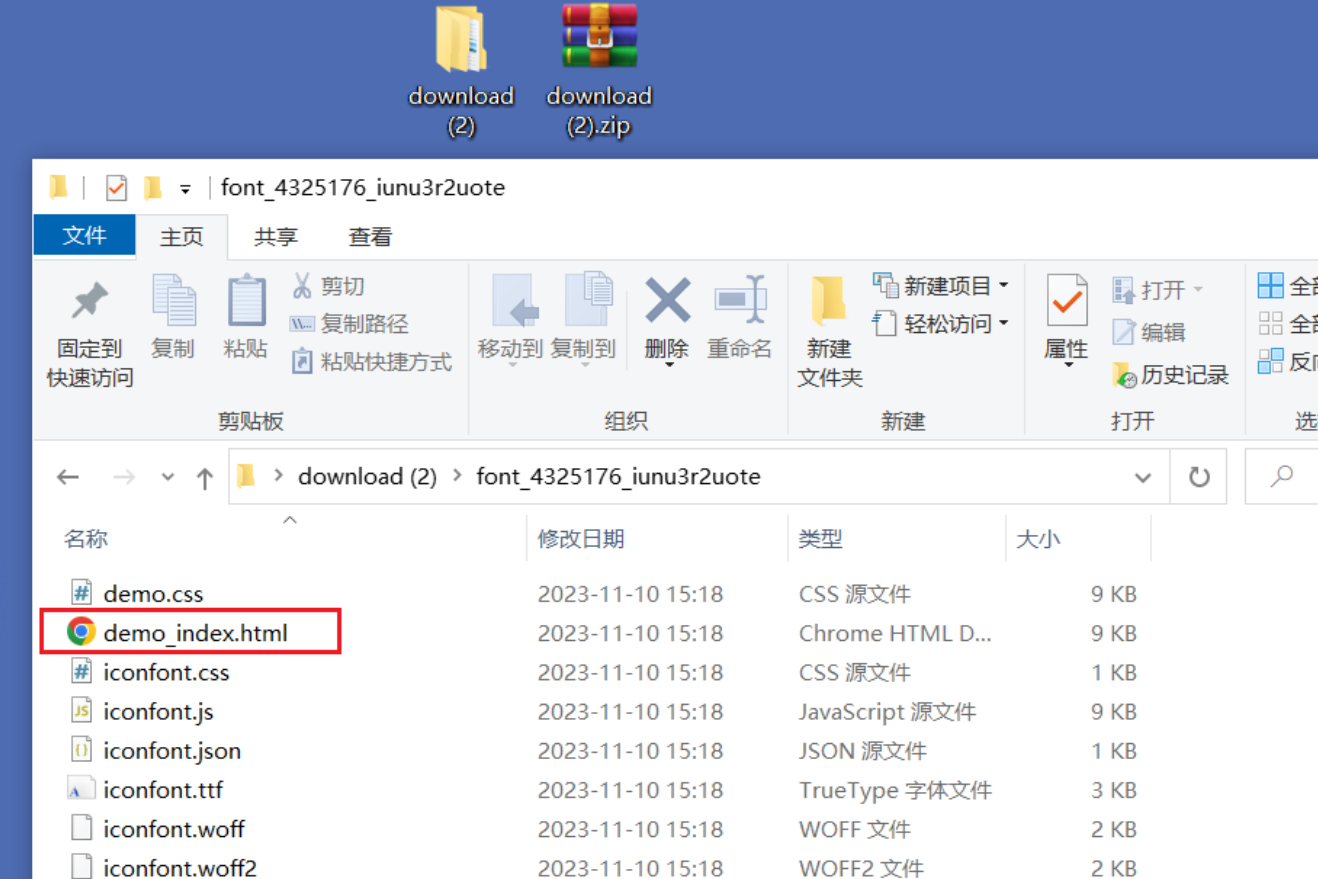 download
(2)
download
(2).zip
font_4325176_iunu3r2uote
文件 主页 共享 查看
固定到
快速访问
复制
粘贴
剪切
复制路径
粘贴快捷方式
剪贴板
移动到
复制到
删除
重命名
组织
新建
文件夹
新建项目
轻松访问
新建
属性
打开
编辑
历史记录
打开
全
全
反
选
download (2) font_4325176_iunu3r2uote
名称 修改日期 类型 大小
demo.css 2023-11-10 15:18 CSS 源文件 9 KB
demo_index.html 2023-11-10 15:18 Chrome HTML D... 9 KB
iconfont.css 2023-11-10 15:18 CSS 源文件 1 KB
iconfont.js 2023-11-10 15:18 JavaScript 源文件 9 KB
iconfont.json 2023-11-10 15:18 JSON 源文件 1 KB
iconfont.ttf 2023-11-10 15:18 TrueType 字体文件 3 KB
iconfont.woff 2023-11-10 15:18 WOFF 文件 2 KB
iconfont.woff2 2023-11-10 15:18 WOFF2 文件 2 KB